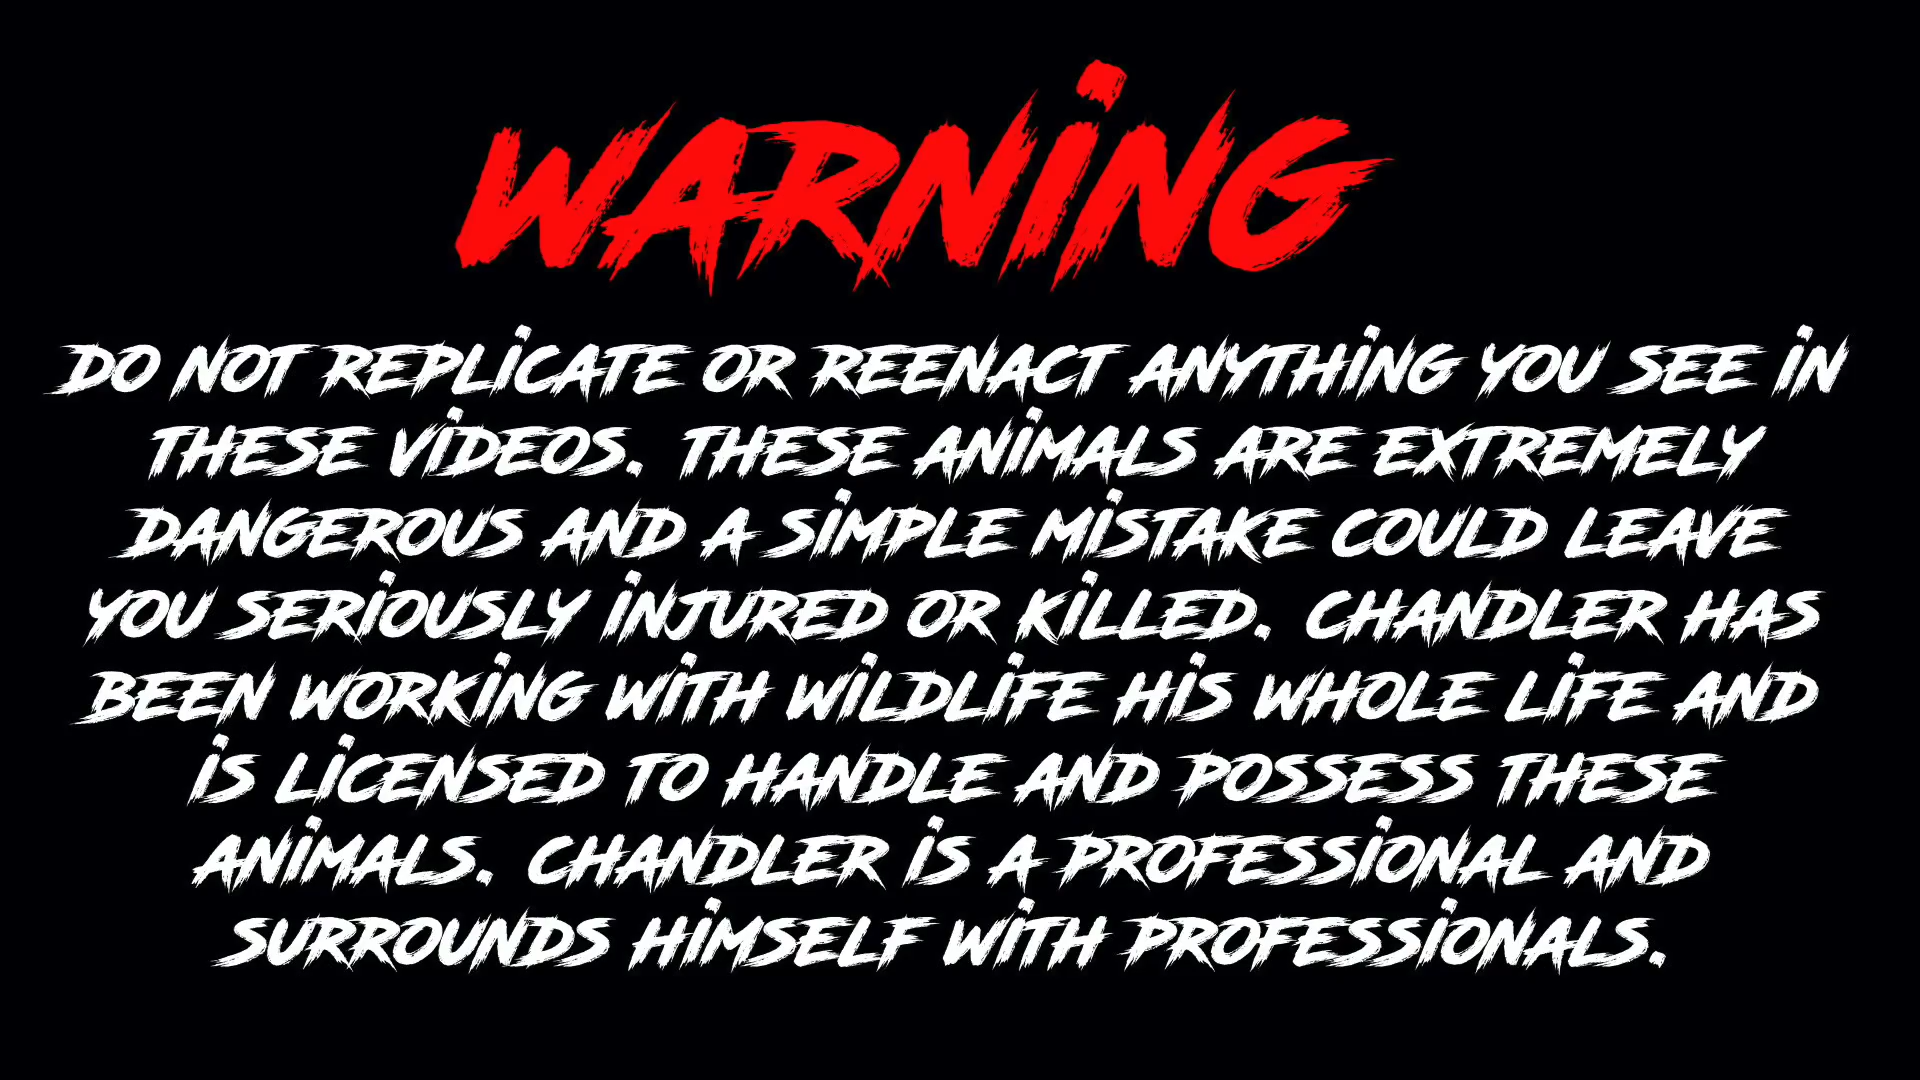 WARNING
DO NOT REPLICATE OR REENACT ANYTHING YOU SEE IN
THESE VIDEOS. THESE ANIMALS ARE EXTREMELY
DANGEROUS AND A SIMPLE MISTAKE COULD LEAVE
YOU SERIOUSLY INJURED OR KILLED. CHANDLER HAS
BEEN WORKING WITH WILDLIFE HIS WHOLE LIFE AND
IS LICENSED TO HANDLE AND POSSESS THESE
ANIMALS. CHANDLER IS A PROFESSIONAL AND
SURROUNDS HIMSELF WITH PROFESSIONALS.